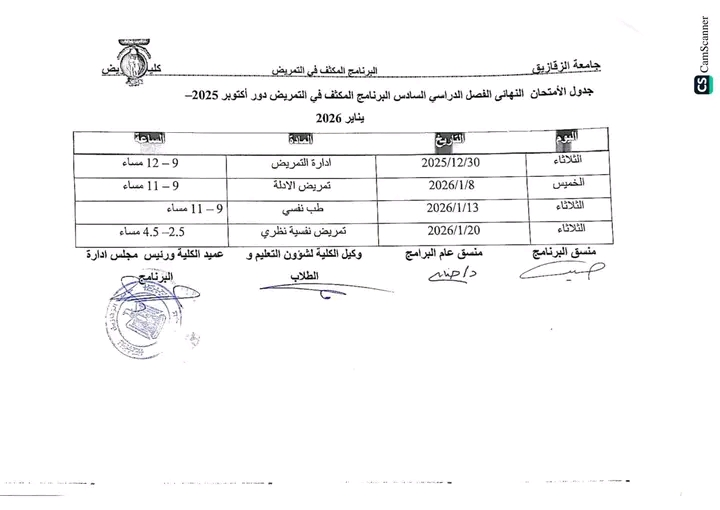 جامعة الزقازيق
البرنامج المكثف في التمريض
جدول الأمتحان النهائى الفصل الدراسي السادس البرنامج المكثف في التمريض دور أكتوبر 2025–
يناير 2026
اليوم التاريخ المادة الساعة
الثلاثاء 2025/12/30 ادارة التمريض 9 – 12 مساء
الخميس 2026/1/8 تمريض الادلة 9 – 11 مساء
الثلاثاء 2026/1/13 طب نفسي 9 – 11 مساء
الثلاثاء 2026/1/20 تمريض نفسية نظري 2.5– 4.5 مساء
منسق البرنامج منسق عام البرامج وكيل الكلية لشؤون التعليم و عميد الكلية ورئيس مجلس ادارة
الطلاب البرنامج
CS CamScanner